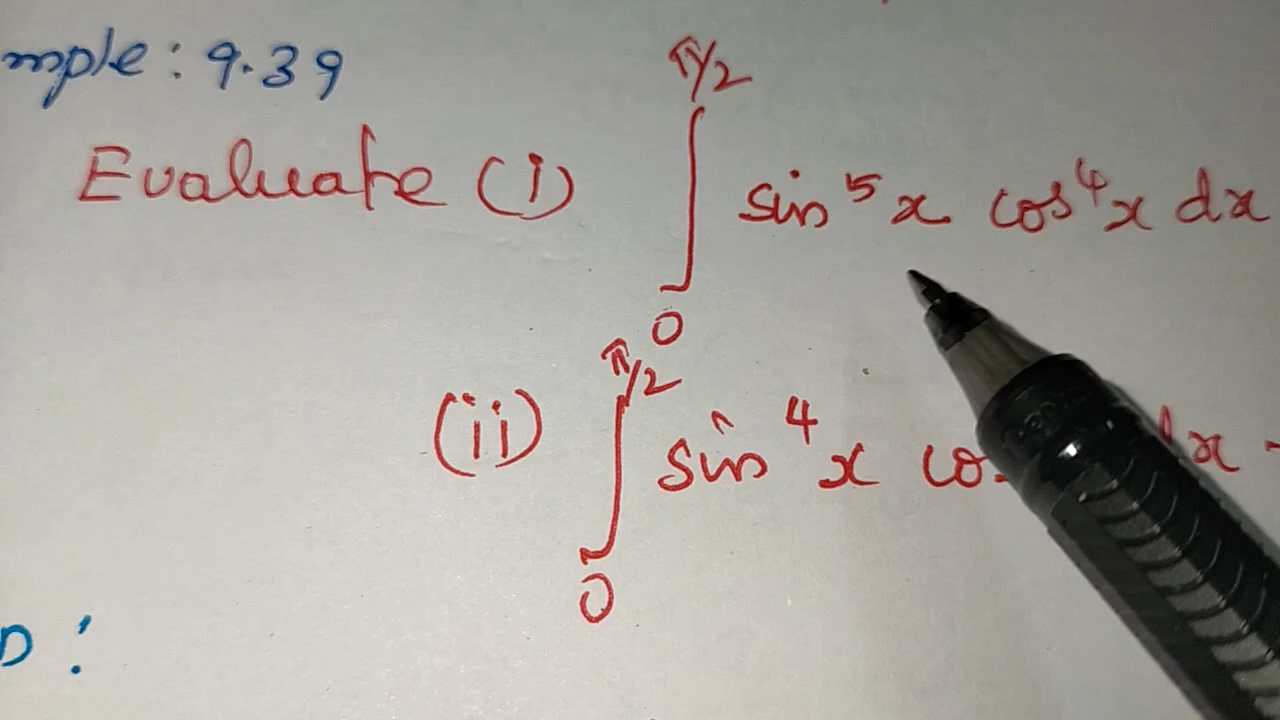 mple: 9.39
Evaluate (i) ∫₀^π/2 sin⁵x cos⁴x dx
(ii) ∫₀^π/2 sin⁴x
: